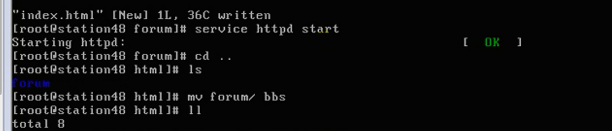 "index.html" [New] 1L, 36C written
[root@station48 forum]# service httpd start
Starting httpd: [ OK ]
[root@station48 forum]# cd ..
[root@station48 html]# ls
forum
[root@station48 html]# mv forum/ bbs
[root@station48 html]# ll
total 8